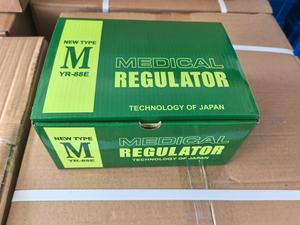 NEW TYPE
M
YR-88E
MEDICAL
REGULATOR
TECHNOLOGY OF JAPAN
NEW TYPE
M
YR-88E
MEDICAL
REGULATOR
TECHNOLOGY OF JAPAN